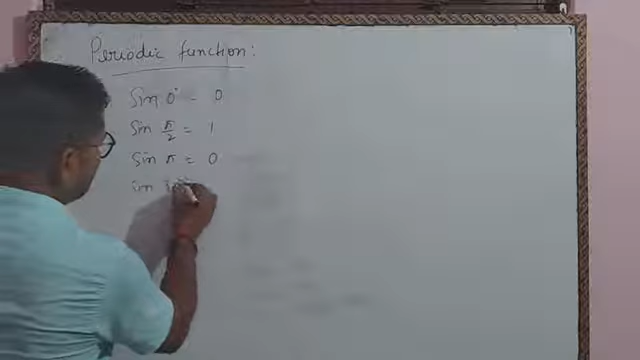 Periodic function:
Sin 0° = 0
Sin π/2 = 1
Sin π = 0
Sin